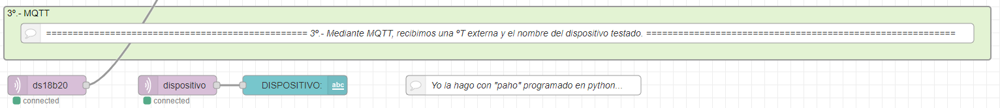 3º.- MQTT
================================================= 3º.- Mediante MQTT, recibimos una ºT externa y el nombre del dispositivo testado. ==========================================================
ds18b20
dispositivo
DISPOSITIVO:
abc
Yo la hago con "paho" programado en python...
connected
connected